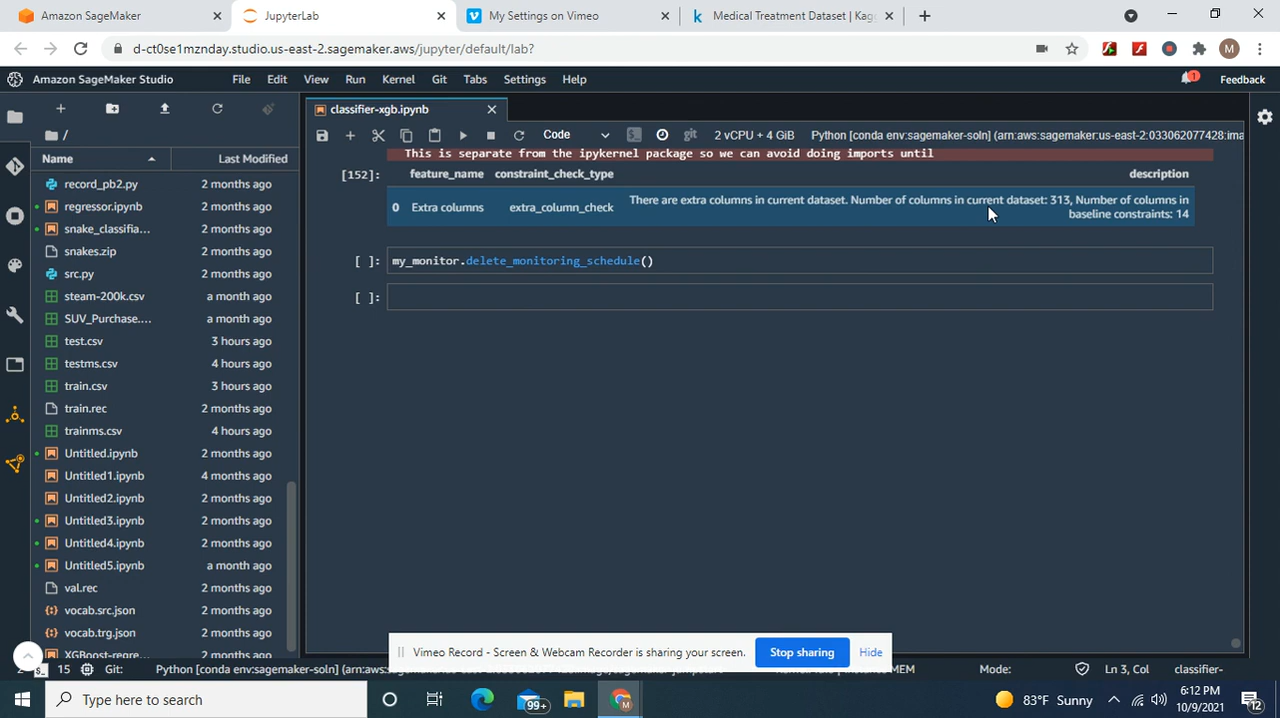 Amazon SageMaker
JupyterLab
My Settings on Vimeo
Medical Treatment Dataset | Kag
d-ct0se1mznday.studio.us-east-2.sagemaker.aws/jupyter/default/lab?
M
Amazon SageMaker Studio
File Edit View Run Kernel Git Tabs Settings Help
1 Feedback
classifier-xgb.ipynb
Code
git
2 vCPU + 4 GiB
Python [conda env:sagemaker-soln] (arn:aws:sagemaker:us-east-2:033062077428:ima
/
Name Last Modified
record_pb2.py 2 months ago
regressor.ipynb 2 months ago
snake_classifia... 2 months ago
snakes.zip 2 months ago
src.py 2 months ago
steam-200k.csv a month ago
SUV_Purchase.... a month ago
test.csv 3 hours ago
testms.csv 4 hours ago
train.csv 3 hours ago
train.rec 2 months ago
trainms.csv 4 hours ago
Untitled.ipynb 2 months ago
Untitled1.ipynb 4 months ago
Untitled2.ipynb 2 months ago
Untitled3.ipynb 2 months ago
Untitled4.ipynb 2 months ago
Untitled5.ipynb a month ago
val.rec 2 months ago
vocab.src.json 2 months ago
vocab.trg.json 2 months ago
XGBoost-regre... 2 months ago
This is separate from the ipykernel package so we can avoid doing imports until
[152]: feature_name constraint_check_type description
0 Extra columns extra_column_check There are extra columns in current dataset. Number of columns in current dataset: 313, Number of columns in
baseline constraints: 14
[ ]: my_monitor.delete_monitoring_schedule()
[ ]:
Vimeo Record - Screen & Webcam Recorder is sharing your screen. Stop sharing Hide
15 Git: Python [conda env:sagemaker-soln] MEM Mode: Ln 3, Col classifier-
Type here to search
99+
83°F Sunny
6:12 PM
10/9/2021
12